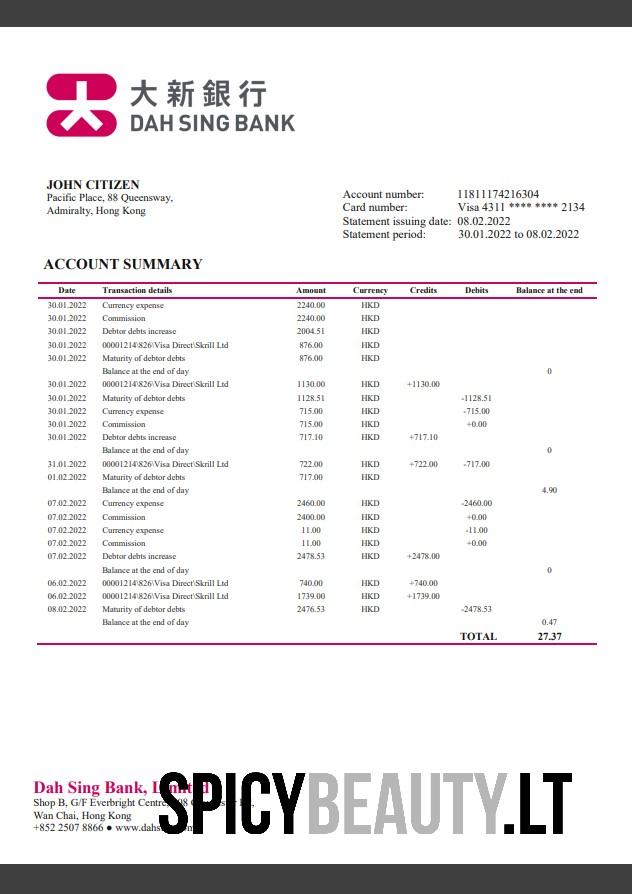 大新銀行
DAH SING BANK
JOHN CITIZEN
Pacific Place, 88 Queensway,
Admiralty, Hong Kong
Account number: 11811174216304
Card number: Visa 4311 **** **** 2134
Statement issuing date: 08.02.2022
Statement period: 30.01.2022 to 08.02.2022
ACCOUNT SUMMARY
Date Transaction details Amount Currency Credits Debits Balance at the end
30.01.2022 Currency expense 2240.00 HKD
30.01.2022 Commission 2240.00 HKD
30.01.2022 Debtor debts increase 2004.51 HKD
30.01.2022 00001214\826\Visa Direct\Skrill Ltd 876.00 HKD
30.01.2022 Maturity of debtor debts 876.00 HKD
Balance at the end of day 0
30.01.2022 00001214\826\Visa Direct\Skrill Ltd 1130.00 HKD +1130.00
30.01.2022 Maturity of debtor debts 1128.51 HKD -1128.51
30.01.2022 Currency expense 715.00 HKD -715.00
30.01.2022 Commission 715.00 HKD +0.00
30.01.2022 Debtor debts increase 717.10 HKD +717.10
Balance at the end of day 0
31.01.2022 00001214\826\Visa Direct\Skrill Ltd 722.00 HKD +722.00 -717.00
01.02.2022 Maturity of debtor debts 717.00 HKD
Balance at the end of day 4.90
07.02.2022 Currency expense 2460.00 HKD -2460.00
07.02.2022 Commission 2400.00 HKD +0.00
07.02.2022 Currency expense 11.00 HKD -11.00
07.02.2022 Commission 11.00 HKD +0.00
07.02.2022 Debtor debts increase 2478.53 HKD +2478.00
Balance at the end of day 0
06.02.2022 00001214\826\Visa Direct\Skrill Ltd 740.00 HKD +740.00
06.02.2022 00001214\826\Visa Direct\Skrill Ltd 1739.00 HKD +1739.00
08.02.2022 Maturity of debtor debts 2476.53 HKD -2478.53
Balance at the end of day 0.47
TOTAL 27.37
Dah Sing Bank, Limited
Shop B, G/F Everbright Centre,
Wan Chai, Hong Kong
+852 2507 8866 ●
SPICYBEAUTY.LT